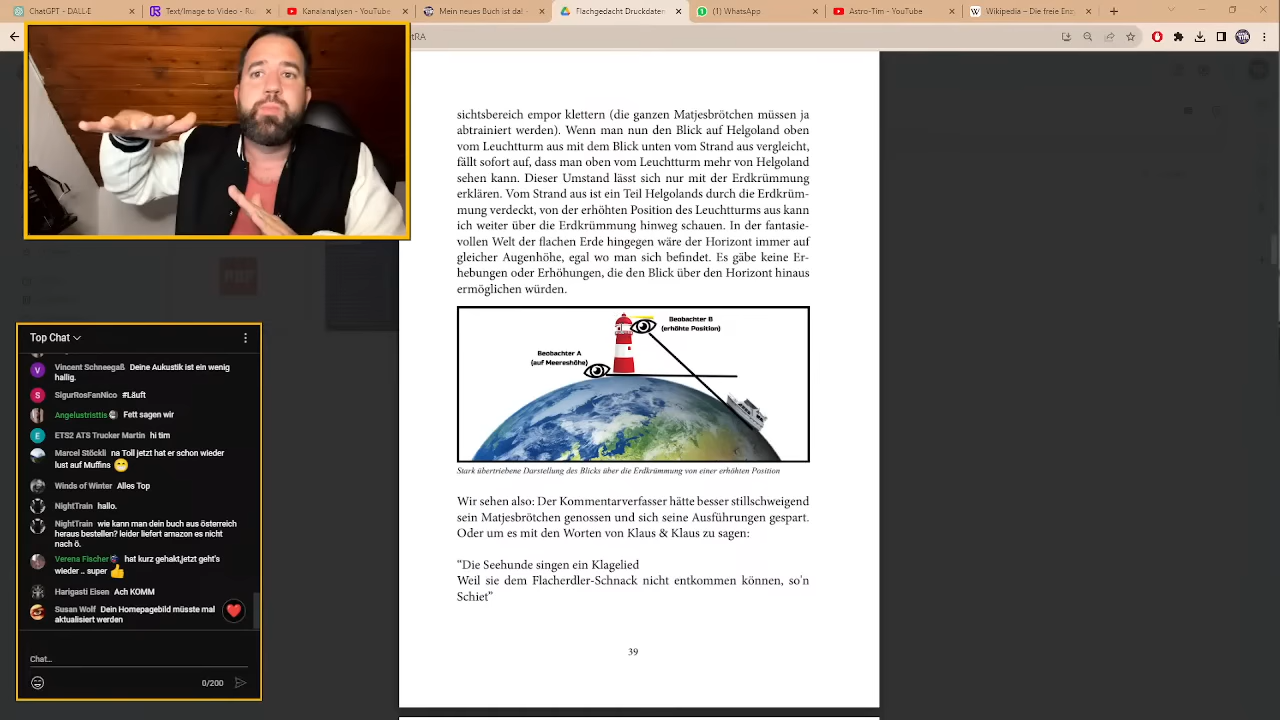 ChatGPT - DALL·E
Text/Image to Video - Ru
Kanalanalysen - YouTube C
Mein neues Buch ist da! -
Flachgedacht Druckdaten-
(1) WhatsApp
Astro-Tim - YouTube
Wikipedia – Die freie Enz
tRA
sichtsbereich empor klettern (die ganzen Matjesbrötchen müssen ja
abtrainiert werden). Wenn man nun den Blick auf Helgoland oben
vom Leuchtturm aus mit dem Blick unten vom Strand aus vergleicht,
fällt sofort auf, dass man oben vom Leuchtturm mehr von Helgoland
sehen kann. Dieser Umstand lässt sich nur mit der Erdkrümmung
erklären. Vom Strand aus ist ein Teil Helgolands durch die Erdkrüm-
mung verdeckt, von der erhöhten Position des Leuchtturms aus kann
ich weiter über die Erdkrümmung hinweg schauen. In der fantasie-
vollen Welt der flachen Erde hingegen wäre der Horizont immer auf
gleicher Augenhöhe, egal wo man sich befindet. Es gäbe keine Er-
hebungen oder Erhöhungen, die den Blick über den Horizont hinaus
ermöglichen würden.
Beobachter B
(erhöhte Position)
Beobachter A
(auf Meereshöhe)
Stark übertriebene Darstellung des Blicks über die Erdkrümmung von einer erhöhten Position
Wir sehen also: Der Kommentarverfasser hätte besser stillschweigend
sein Matjesbrötchen genossen und sich seine Ausführungen gespart.
Oder um es mit den Worten von Klaus & Klaus zu sagen:
“Die Seehunde singen ein Klagelied
Weil sie dem Flacherdler-Schnack nicht entkommen können, so'n
Schiet”
39
Top Chat
Vincent Schneegaß Deine Aukustik ist ein wenig
hallig.
SigurRosFanNico #Läuft
Angelustristtis Fett sagen wir
ETS2 ATS Trucker Martin hi tim
Marcel Stöckli na Toll jetzt hat er schon wieder
lust auf Muffins
Winds of Winter Alles Top
NightTrain hallo.
NightTrain wie kann man dein buch aus österreich
heraus bestellen? leider liefert amazon es nicht
nach ö.
Verena Fischer hat kurz gehakt,jetzt geht's
wieder .. super
Harigasti Eisen Ach KOMM
Susan Wolf Dein Homepagebild müsste mal
aktualisiert werden
Chat...
0/200